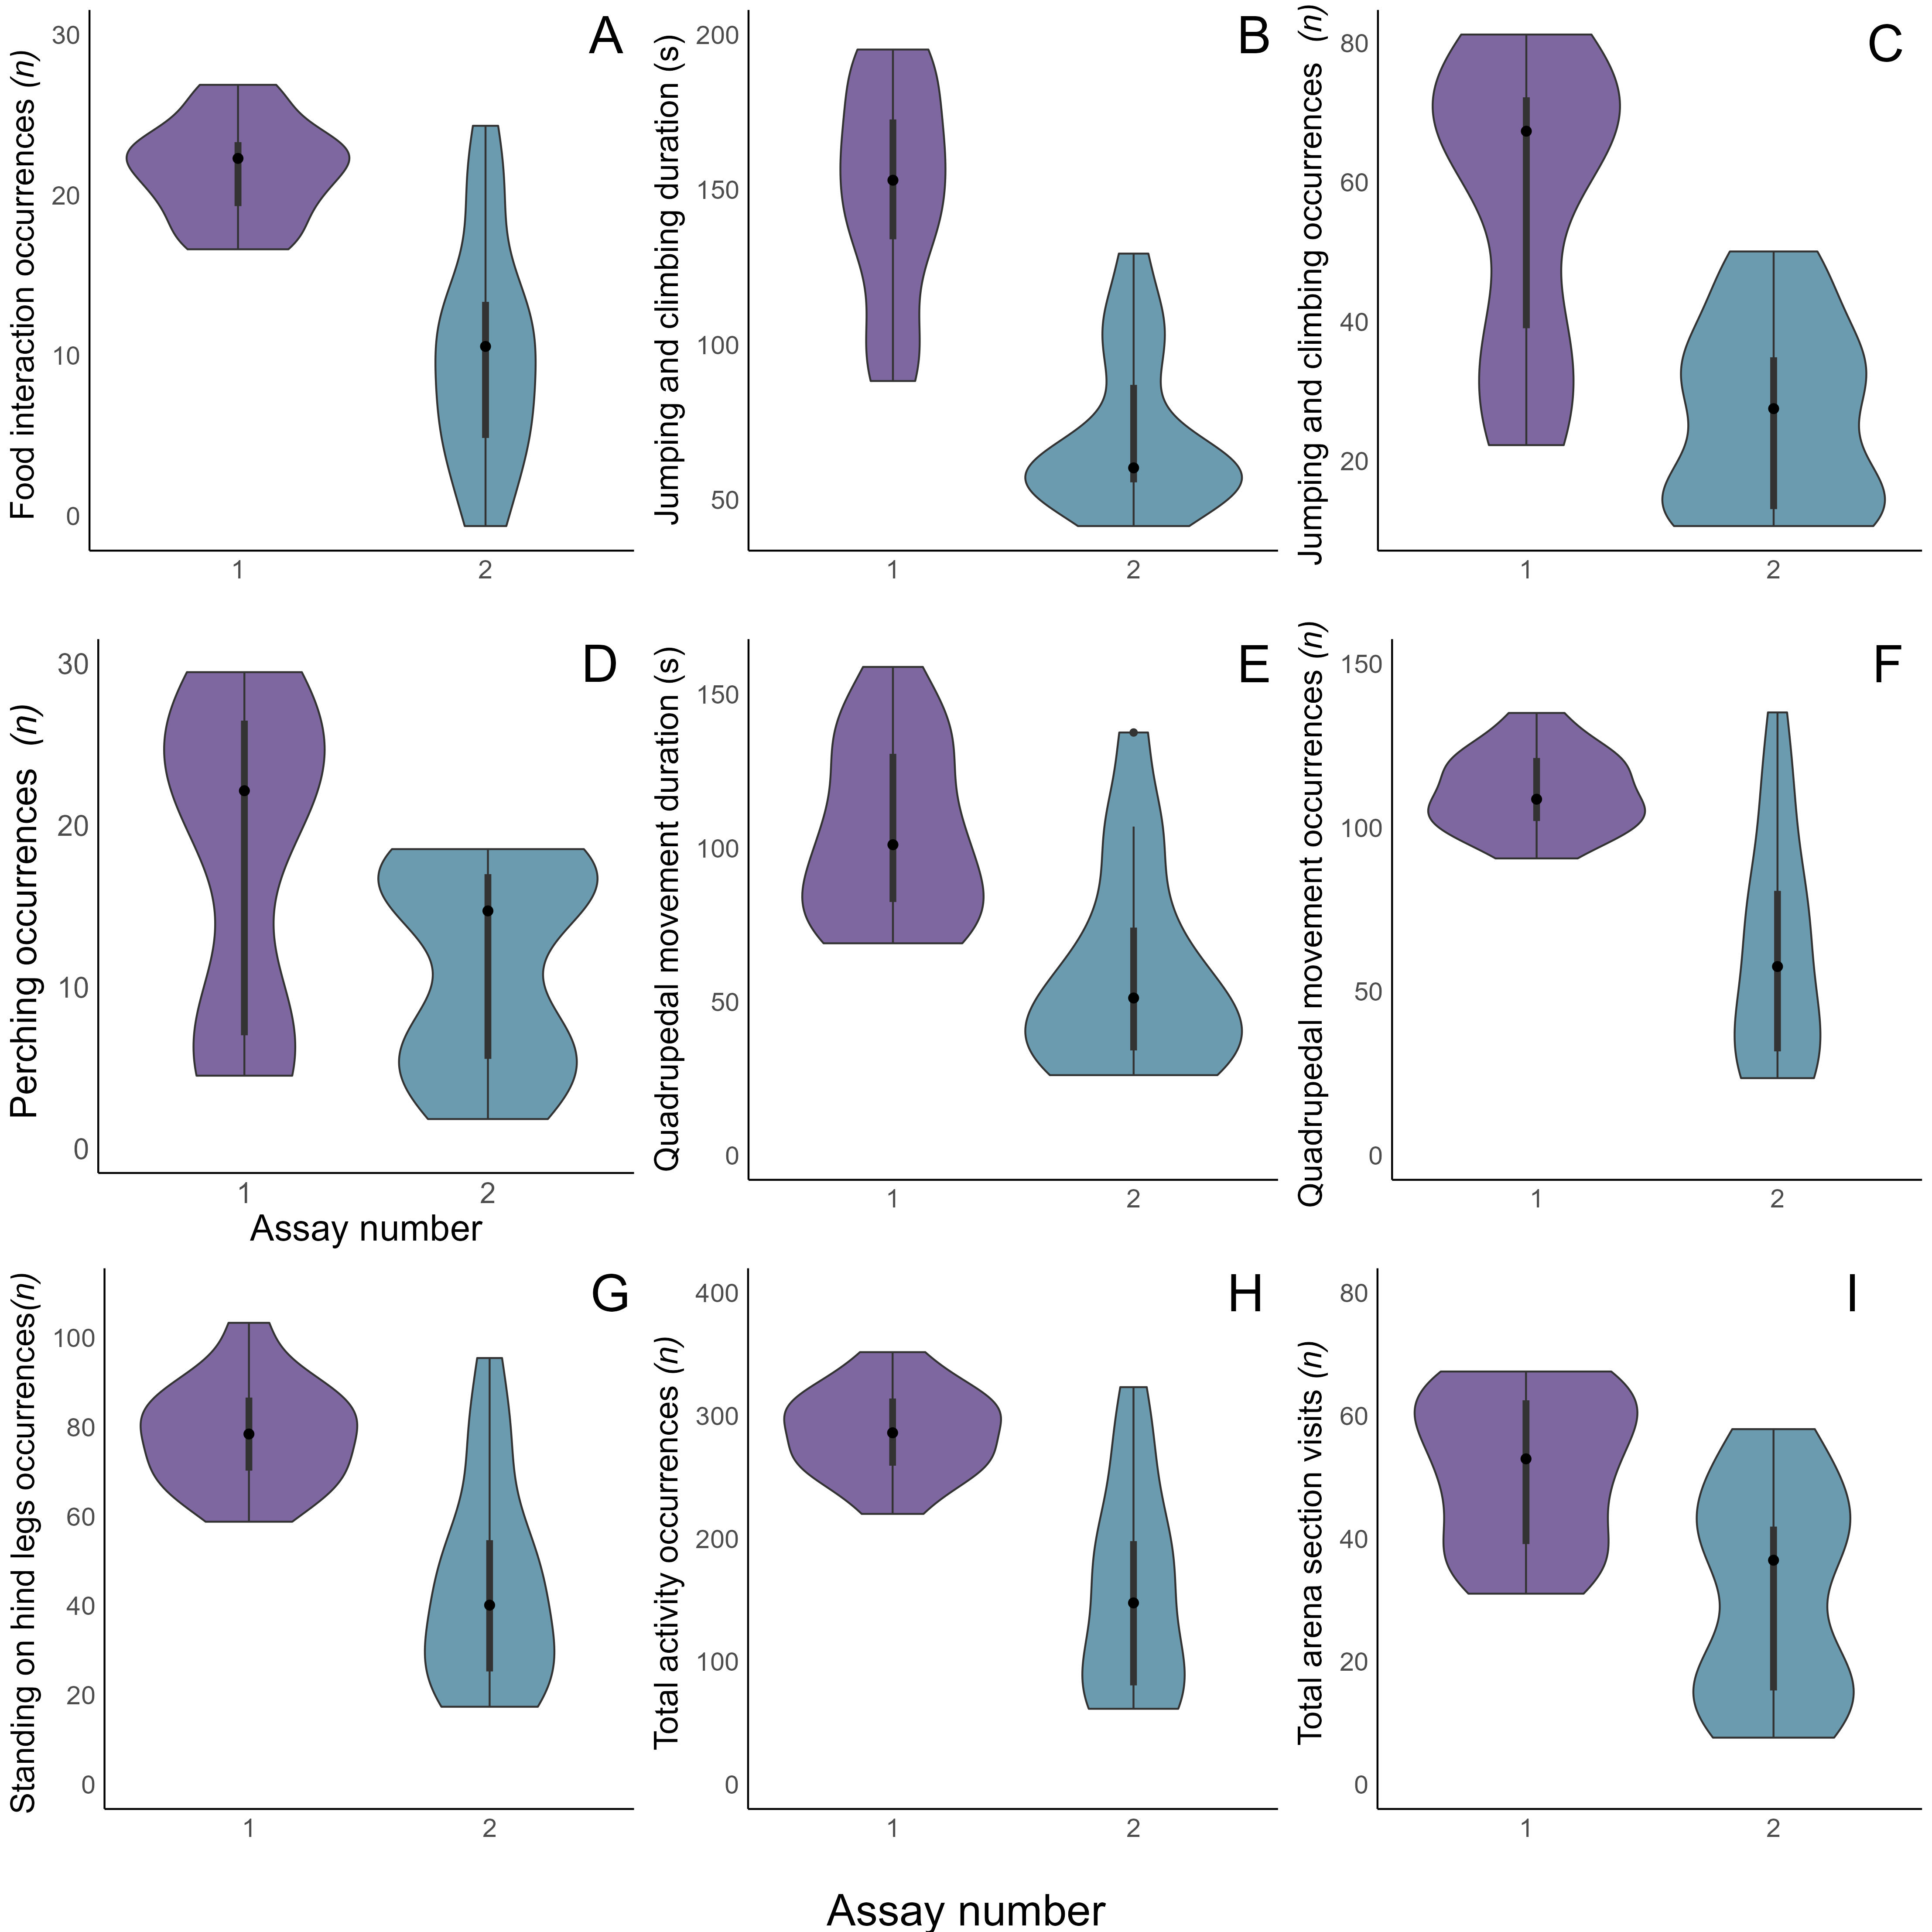 Food interaction occurrences (n)
30
20
10
0
1
2
A
Jumping and climbing duration (s)
200
150
100
50
1
2
B
Jumping and climbing occurrences (n)
80
60
40
20
1
2
C
Perching occurrences (n)
30
20
10
0
1
2
D
Assay number
Quadrupedal movement duration (s)
150
100
50
0
1
2
E
Quadrupedal movement occurrences (n)
150
100
50
0
1
2
F
Standing on hind legs occurrences(n)
100
80
60
40
20
0
1
2
G
Total activity occurrences (n)
400
300
200
100
0
1
2
H
Total arena section visits (n)
80
60
40
20
0
1
2
I
Assay number